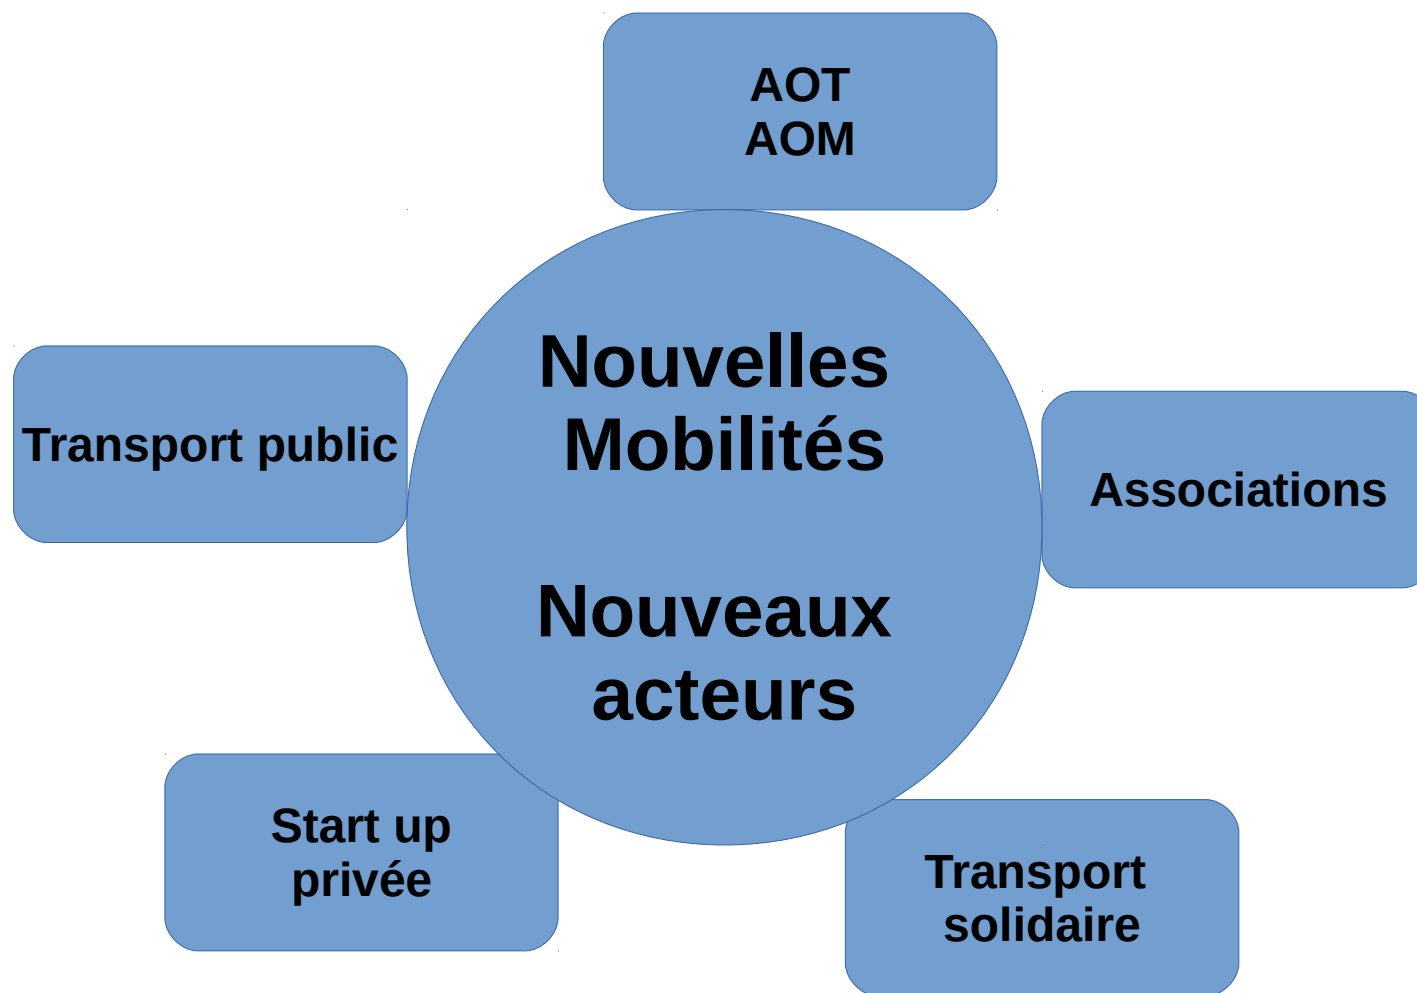 AOT
AOM
Nouvelles
Mobilités
Nouveaux
acteurs
Transport public
Associations
Start up
privée
Transport
solidaire